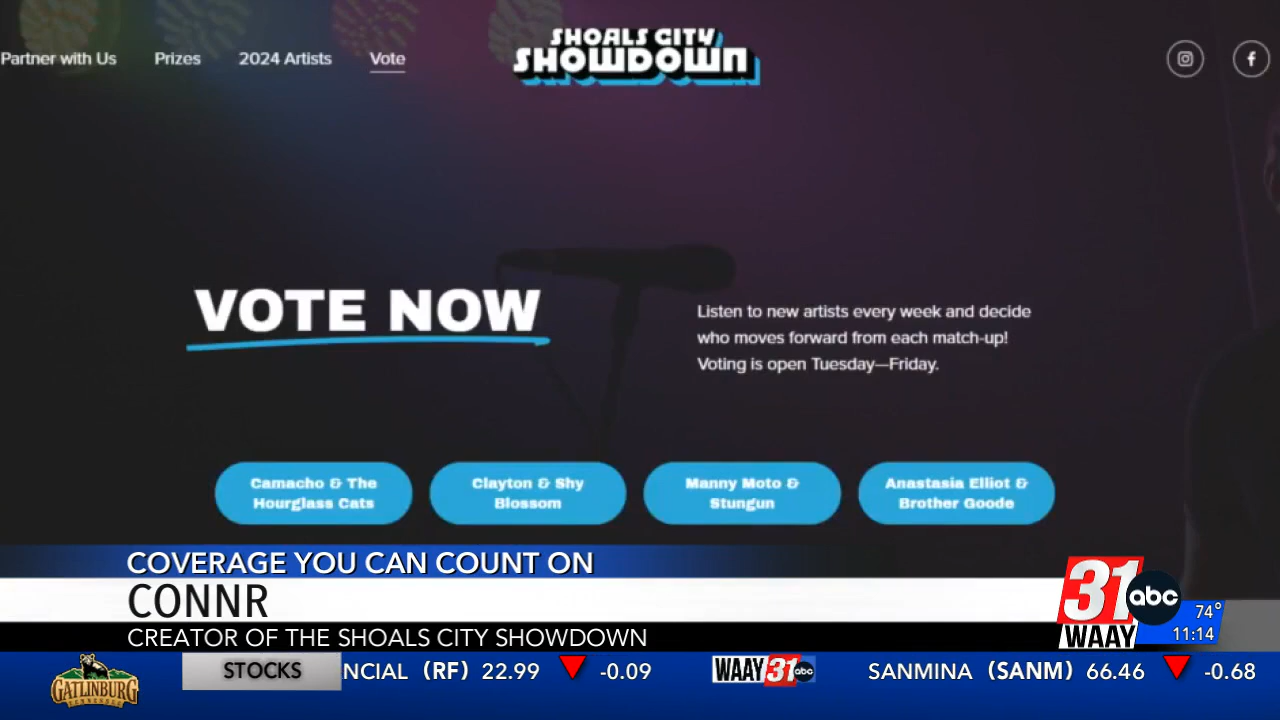 Partner with Us Prizes 2024 Artists Vote
SHOALS CITY
SHOWDOWN
VOTE NOW
Listen to new artists every week and decide
who moves forward from each match-up!
Voting is open Tuesday—Friday.
Camacho & The
Hourglass Cats
Clayton & Shy
Blossom
Manny Moto &
Stungun
Anastasia Elliot &
Brother Goode
COVERAGE YOU CAN COUNT ON
CONNR
CREATOR OF THE SHOALS CITY SHOWDOWN
31 abc
WAAY
74°
11:14
GATLINBURG
TENNESSEE
STOCKS
NCIAL (RF) 22.99 -0.09 WAAY 31 abc SANMINA (SANM) 66.46 -0.68